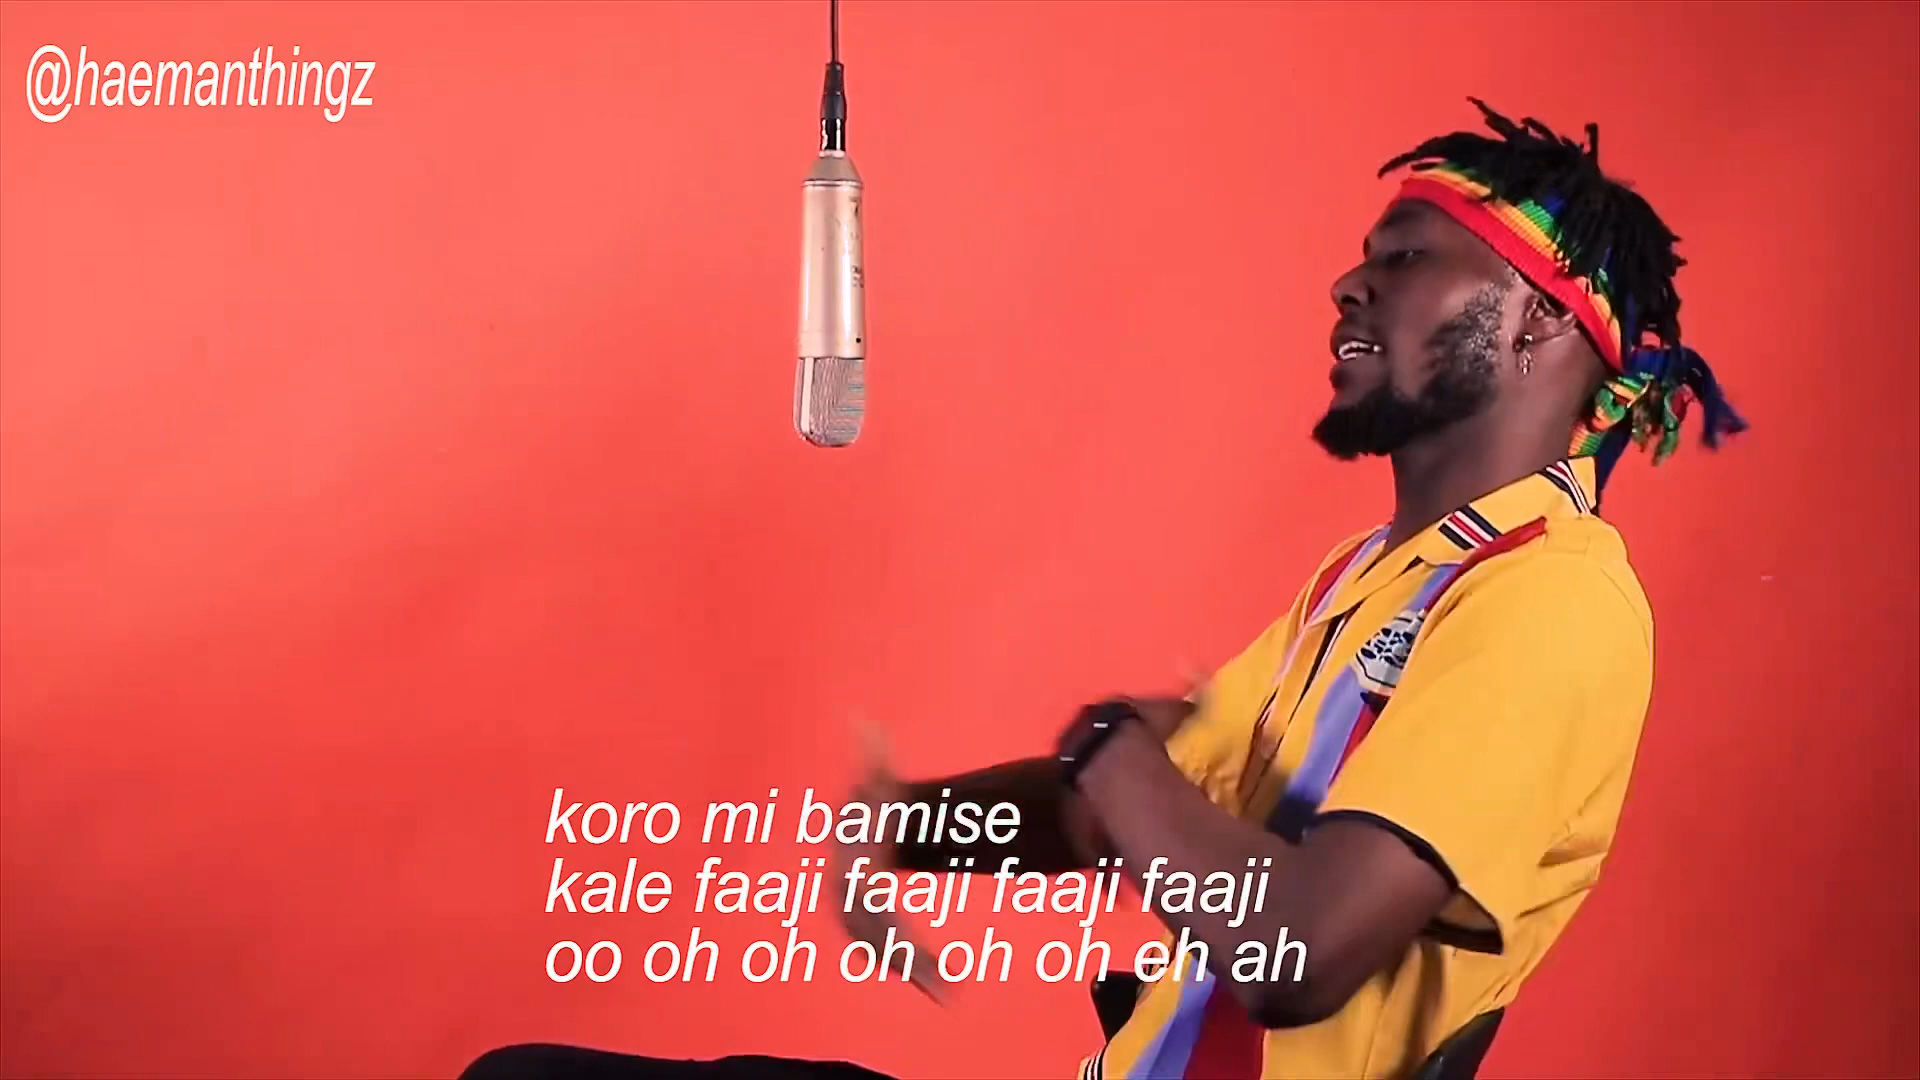 @haemanthingz
koro mi bamise
kale faaji faaji faaji faaji
oo oh oh oh oh oh eh ah